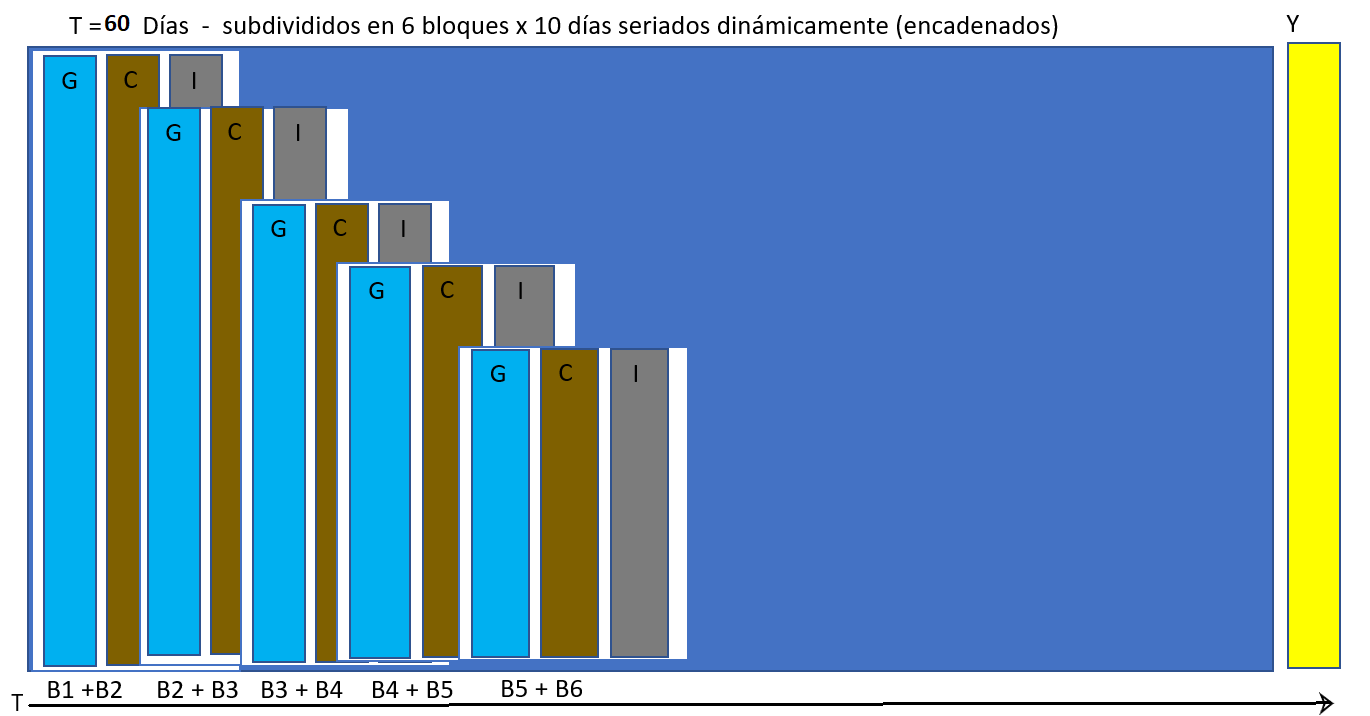 T =60 Días - subdivididos en 6 bloques x 10 días seriados dinámicamente (encadenados)
Y
G C I
G C I
G C I
G C I
G C I
B1 +B2 B2 + B3 B3 + B4 B4 + B5 B5 + B6
T